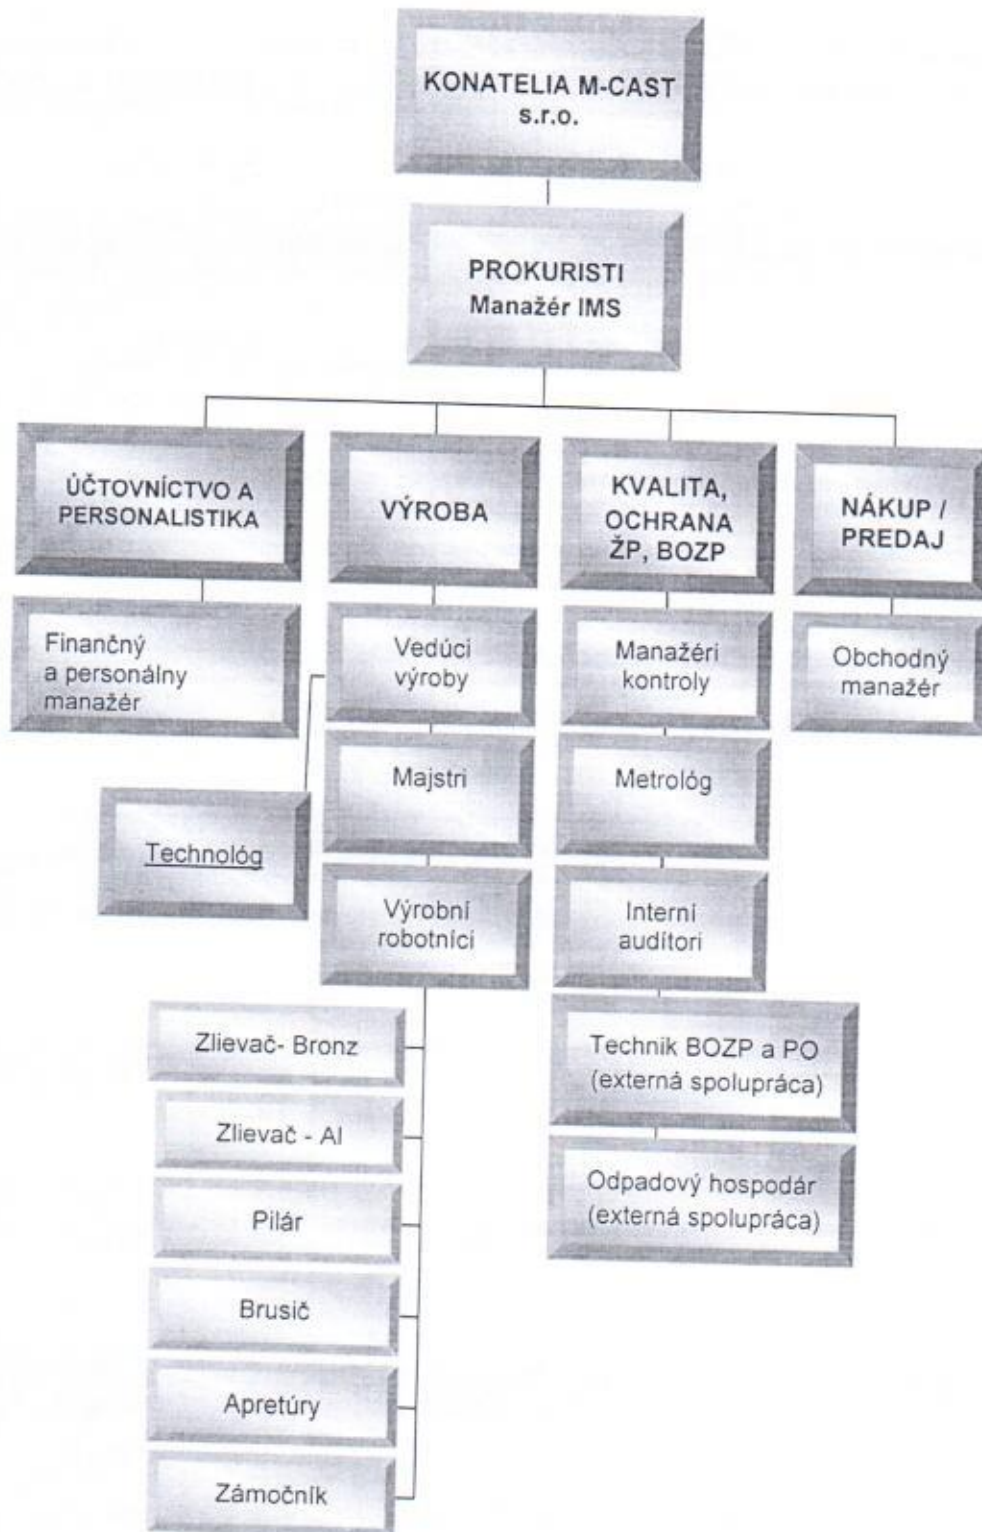 KONATELIA M-CAST
s.r.o.
PROKURISTI
Manažér IMS
ÚČTOVNÍCTVO A
PERSONALISTIKA
VÝROBA
KVALITA,
OCHRANA
ŽP, BOZP
NÁKUP /
PREDAJ
Finančný
a personálny
manažér
Vedúci
výroby
Manažéri
kontroly
Obchodný
manažér
Technológ
Majstri
Metrológ
Výrobní
robotníci
Interní
audítori
Zlievač- Bronz
Zlievač - Al
Pilár
Brusič
Apretúry
Zámočník
Technik BOZP a PO
(externá spolupráca)
Odpadový hospodár
(externá spolupráca)